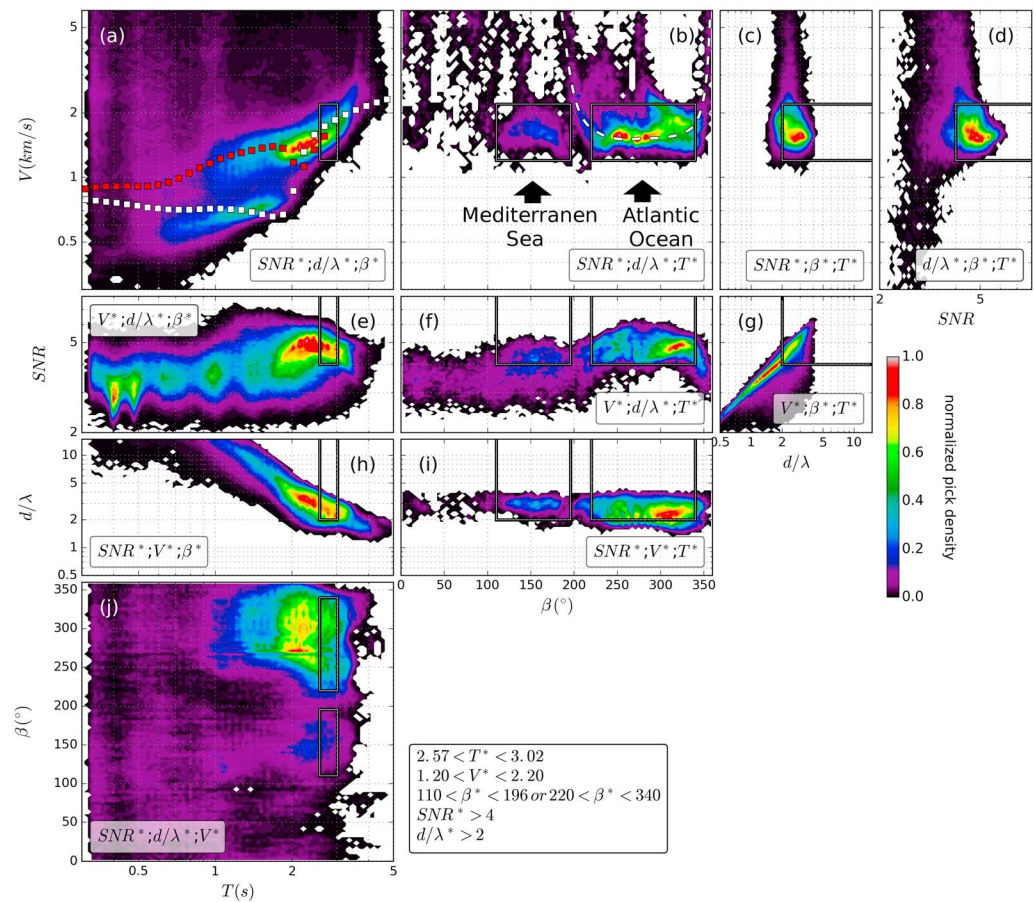 (a)
(b)
(c)
(d)
5
2
1
0.5
V(km/s)
Mediterranen
Sea
Atlantic
Ocean
SNR*;d/λ*;β*
SNR*;d/λ*;T*
SNR*;β*;T*
d/λ*;β*;T*
2
5
SNR
V*;d/λ*;β*
(e)
(f)
(g)
5
2
SNR
V*;d/λ*;T*
V*;β*;T*
0.5
1
2
5
10
d/λ
(h)
(i)
10
5
2
1
0.5
d/λ
SNR*;V*;β*
SNR*;V*;T*
0
50
100
150
200
250
300
350
β(°)
1.0
0.8
0.6
0.4
0.2
0.0
normalized pick density
(j)
350
300
250
200
150
100
50
0
β(°)
SNR*;d/λ*;V*
0.5
1
2
5
T(s)
2.57<T*<3.02
1.20<V*<2.20
110<β*<196 or 220<β*<340
SNR*>4
d/λ*>2